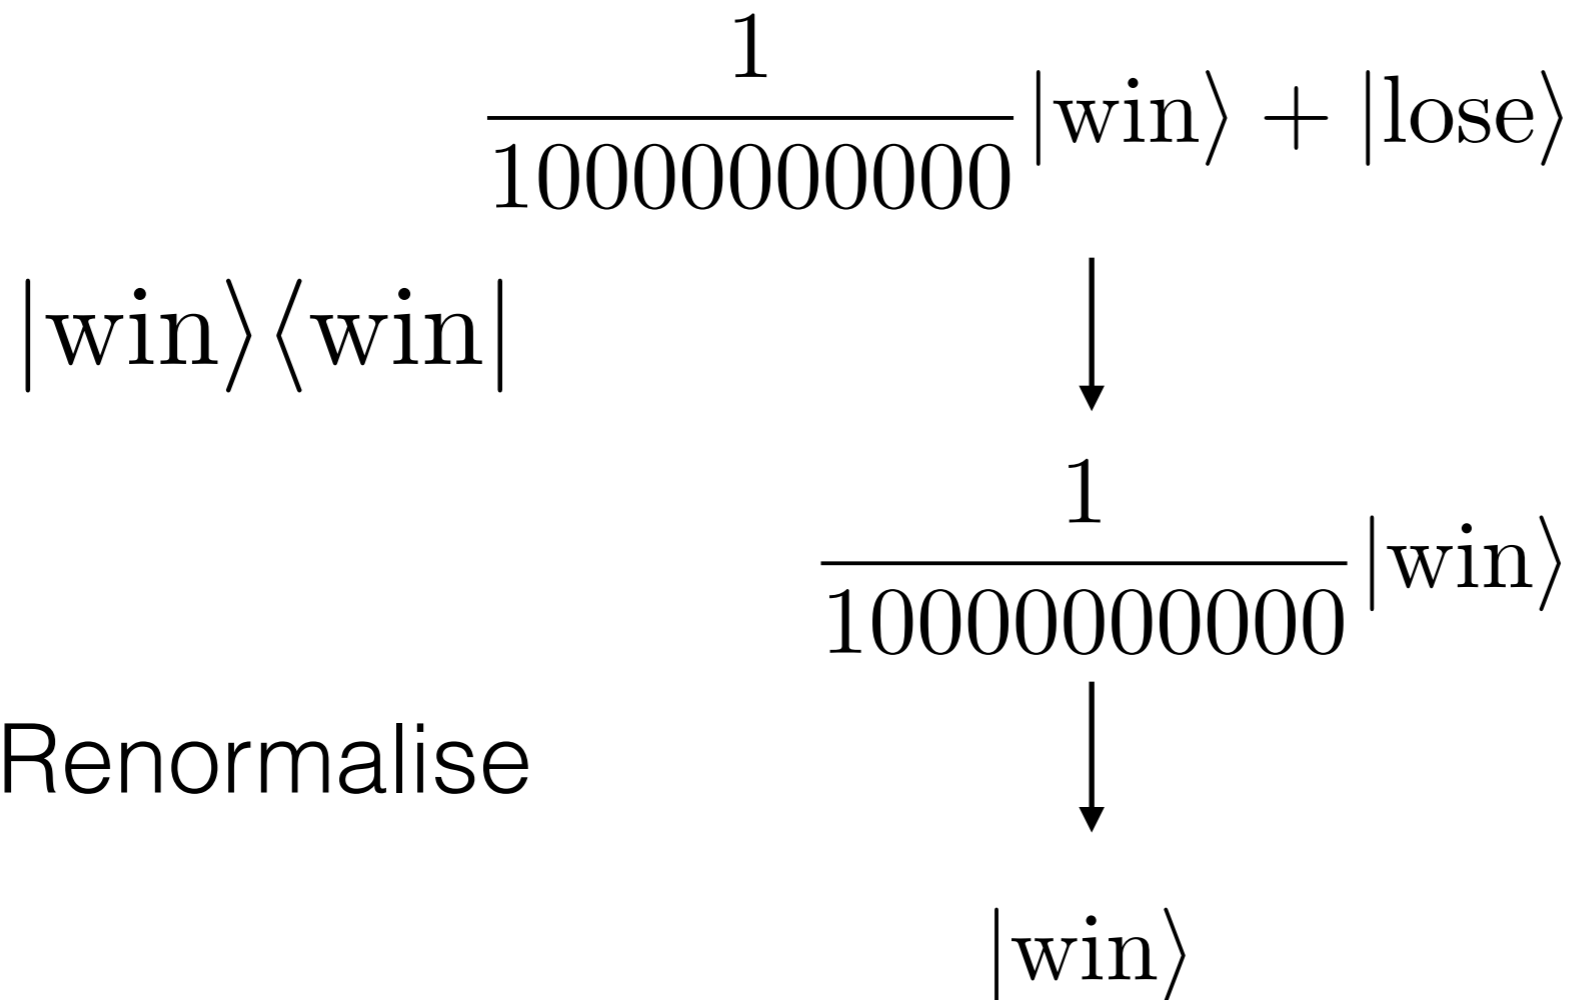 1
10000000000 |win⟩ + |lose⟩
|win⟩⟨win|
1
10000000000 |win⟩
Renormalise
|win⟩